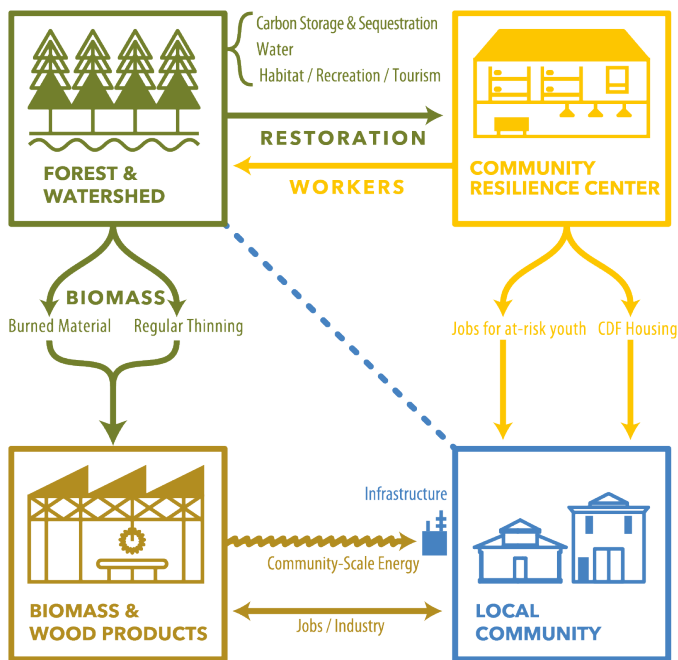 Carbon Storage & Sequestration
Water
Habitat / Recreation / Tourism
RESTORATION
WORKERS
FOREST &
WATERSHED
COMMUNITY
RESILIENCE CENTER
BIOMASS
Burned Material
Regular Thinning
Jobs for at-risk youth
CDF Housing
Infrastructure
Community-Scale Energy
Jobs / Industry
BIOMASS &
WOOD PRODUCTS
LOCAL
COMMUNITY